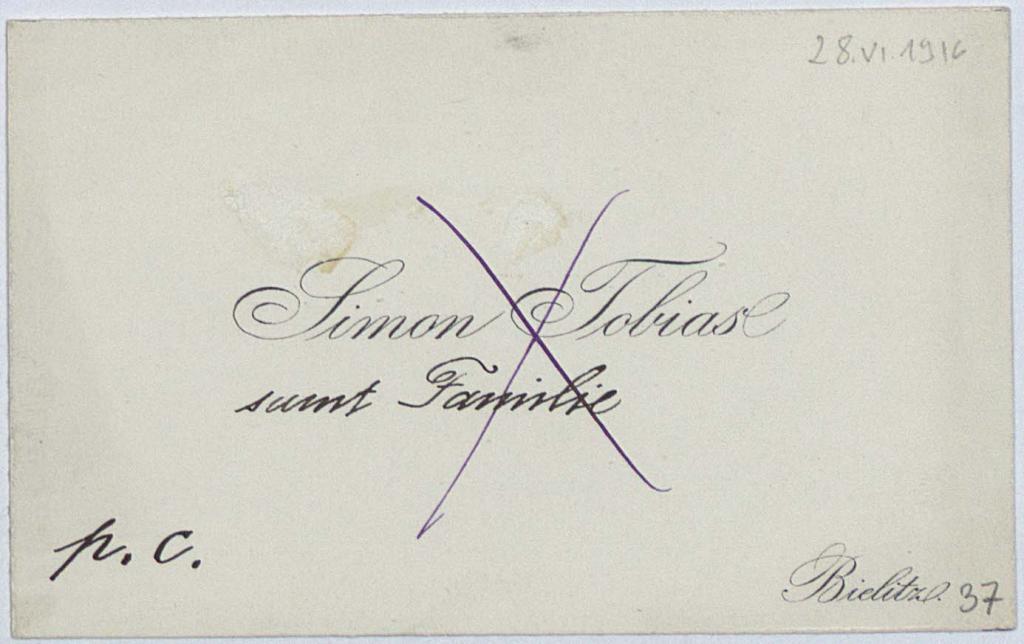 28.VI.1916
Simon Tobias
samt Familie
p. c.
Bielitz. 37